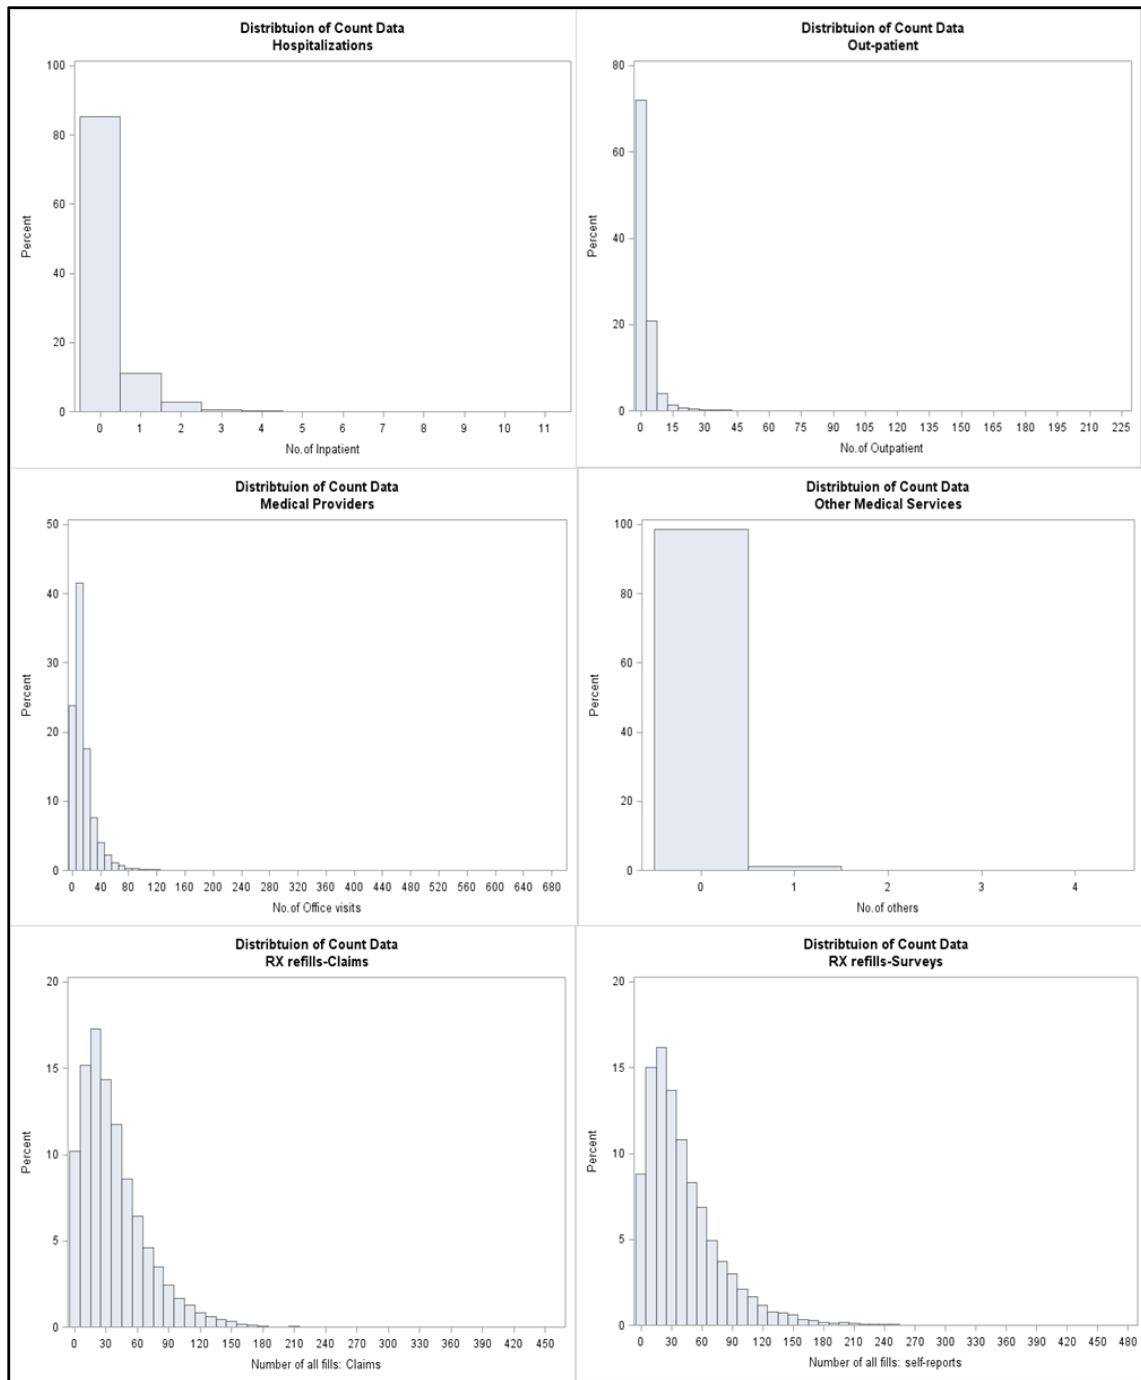 Distribtuion of Count Data
Hospitalizations
100
80
60
40
20
0
Percent
0 1 2 3 4 5 6 7 8 9 10 11
No.of Inpatient
Distribtuion of Count Data
Out-patient
80
60
40
20
0
Percent
0 15 30 45 60 75 90 105 120 135 150 165 180 195 210 225
No.of Outpatient
Distribtuion of Count Data
Medical Providers
50
40
30
20
10
0
Percent
0 40 80 120 160 200 240 280 320 360 400 440 480 520 560 600 640 680
No.of Office visits
Distribtuion of Count Data
Other Medical Services
100
80
60
40
20
0
Percent
0 1 2 3 4
No.of others
Distribtuion of Count Data
RX refills-Claims
20
15
10
5
0
Percent
0 30 60 90 120 150 180 210 240 270 300 330 360 390 420 450
Number of all fills: Claims
Distribtuion of Count Data
RX refills-Surveys
20
15
10
5
0
Percent
0 30 60 90 120 150 180 210 240 270 300 330 360 390 420 450 480
Number of all fills: self-reports